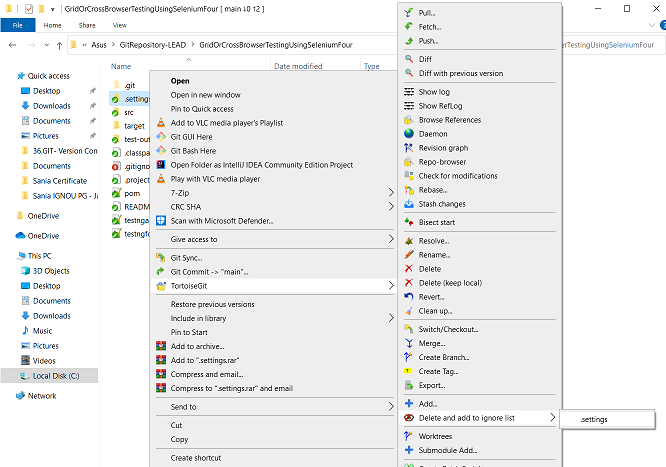 GridOrCrossBrowserTestingUsingSeleniumFour [ main ↓0 ↑2 ]
File
Home
Share
View
Asus > GitRepository-LEAD > GridOrCrossBrowserTestingUsingSeleniumFour
rTestingUsingSeleniumFour
Quick access
Desktop
Downloads
Documents
Pictures
36.GIT- Version Con
Documents
Sania Certificate
Sania IGNOU PG - Ja
OneDrive
OneDrive
This PC
3D Objects
Desktop
Documents
Downloads
Music
Pictures
Videos
Local Disk (C:)
Network
Name
Date modified
Type
.git
.settings
src
target
test-out
.classpa
.gitigno
.project
pom
README
testnga
testngfo
Open
Open in new window
Pin to Quick access
Add to VLC media player's Playlist
Git GUI Here
Git Bash Here
Open Folder as IntelliJ IDEA Community Edition Project
Play with VLC media player
7-Zip
CRC SHA
Scan with Microsoft Defender...
Give access to
Git Sync...
Git Commit -> "main"...
TortoiseGit
Restore previous versions
Include in library
Pin to Start
Add to archive...
Add to ".settings.rar"
Compress and email...
Compress to ".settings.rar" and email
Send to
Cut
Copy
Create shortcut
Pull...
Fetch...
Push...
Diff
Diff with previous version
Show log
Show RefLog
Browse References
Daemon
Revision graph
Repo-browser
Check for modifications
Rebase...
Stash changes
Bisect start
Resolve...
Rename...
Delete
Delete (keep local)
Revert...
Clean up...
Switch/Checkout...
Merge...
Create Branch...
Create Tag...
Export...
Add...
Delete and add to ignore list
.settings
Worktrees
Submodule Add...